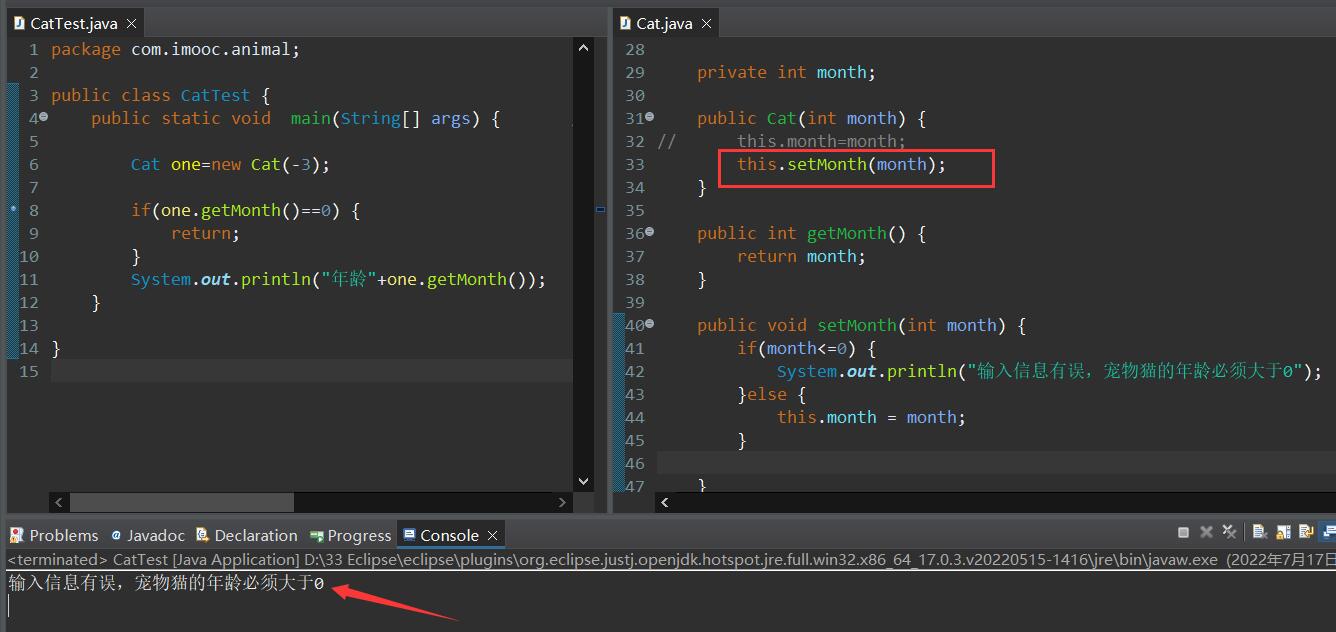 CatTest.java
1 package com.imooc.animal;
2
3 public class CatTest {
4 public static void  main(String[] args) {
5
6 Cat one=new Cat(-3);
7
8 if(one.getMonth()==0) {
9 return;
10 }
11 System.out.println("年龄"+one.getMonth());
12 }
13
14 }
15
Cat.java
28
29 private int month;
30
31 public Cat(int month) {
32 // this.month=month;
33 this.setMonth(month);
34 }
35
36 public int getMonth() {
37 return month;
38 }
39
40 public void setMonth(int month) {
41 if(month<=0) {
42 System.out.println("输入信息有误，宠物猫的年龄必须大于0");
43 }else {
44 this.month = month;
45 }
46
47 }
Problems @ Javadoc Declaration Progress Console
<terminated> CatTest [Java Application] D:\33 Eclipse\eclipse\plugins\org.eclipse.justj.openjdk.hotspot.jre.full.win32.x86_64_17.0.3.v20220515-1416\jre\bin\javaw.exe (2022年7月17日
输入信息有误，宠物猫的年龄必须大于0